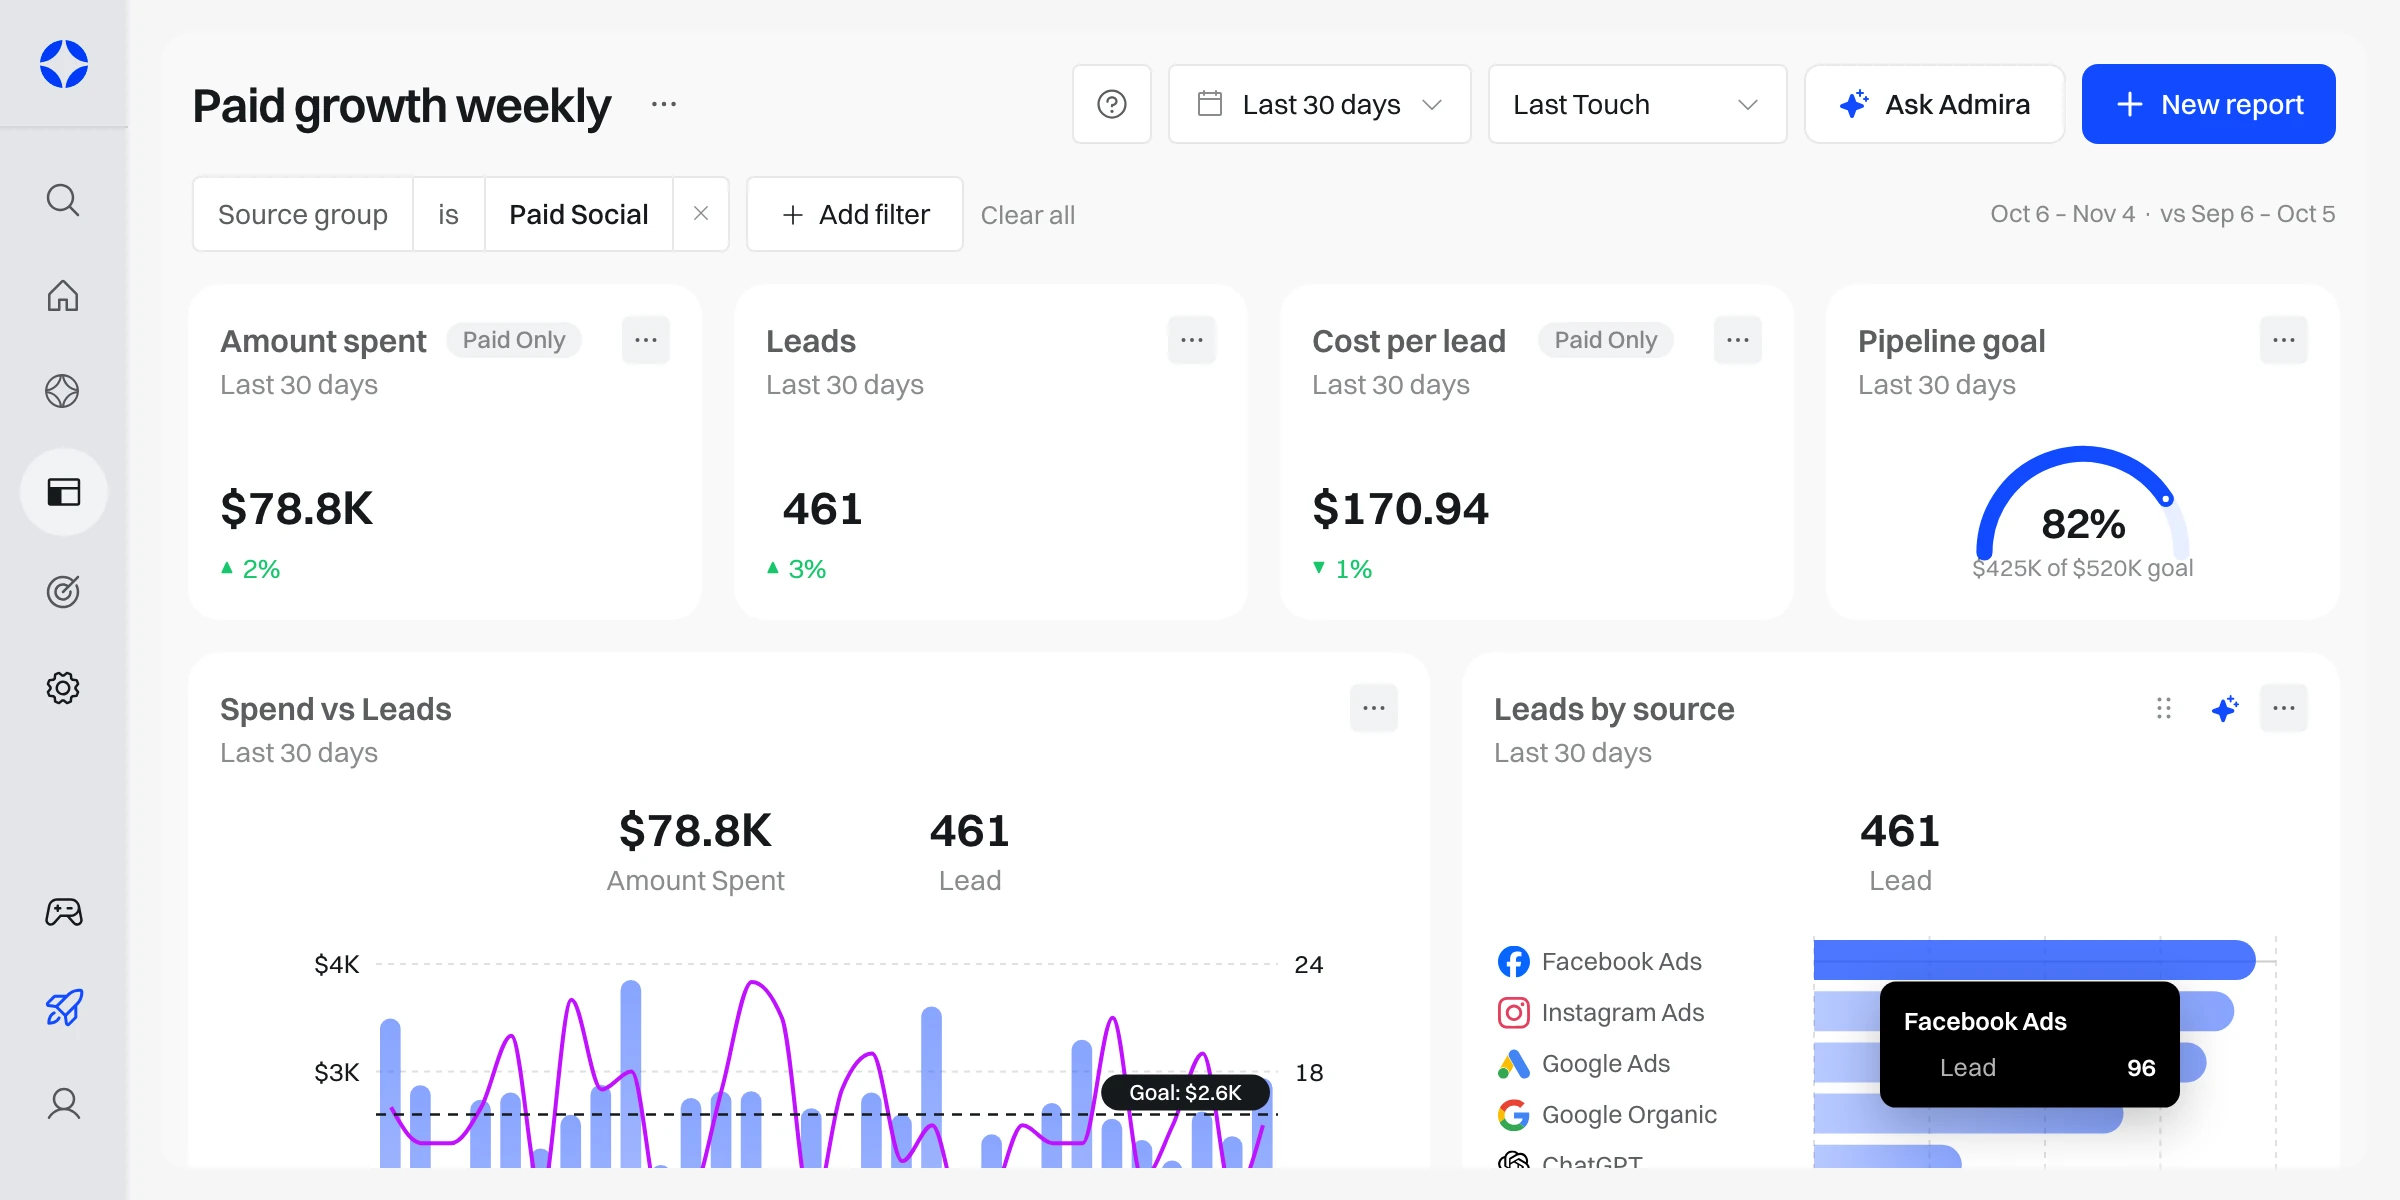 Paid growth weekly
Last 30 days
Last Touch
Ask Admira
New report
Source group is Paid Social
Add filter
Clear all
Oct 6 – Nov 4 · vs Sep 6 – Oct 5
Amount spent Paid Only
Last 30 days
$78.8K
2%
Leads
Last 30 days
461
3%
Cost per lead Paid Only
Last 30 days
$170.94
1%
Pipeline goal
Last 30 days
82%
$425K of $520K goal
Spend vs Leads
Last 30 days
$78.8K
Amount Spent
461
Lead
$4K
24
$3K
18
Goal: $2.6K
Leads by source
Last 30 days
461
Lead
Facebook Ads
Instagram Ads
Google Ads
Google Organic
ChatGPT
Facebook Ads
Lead 96